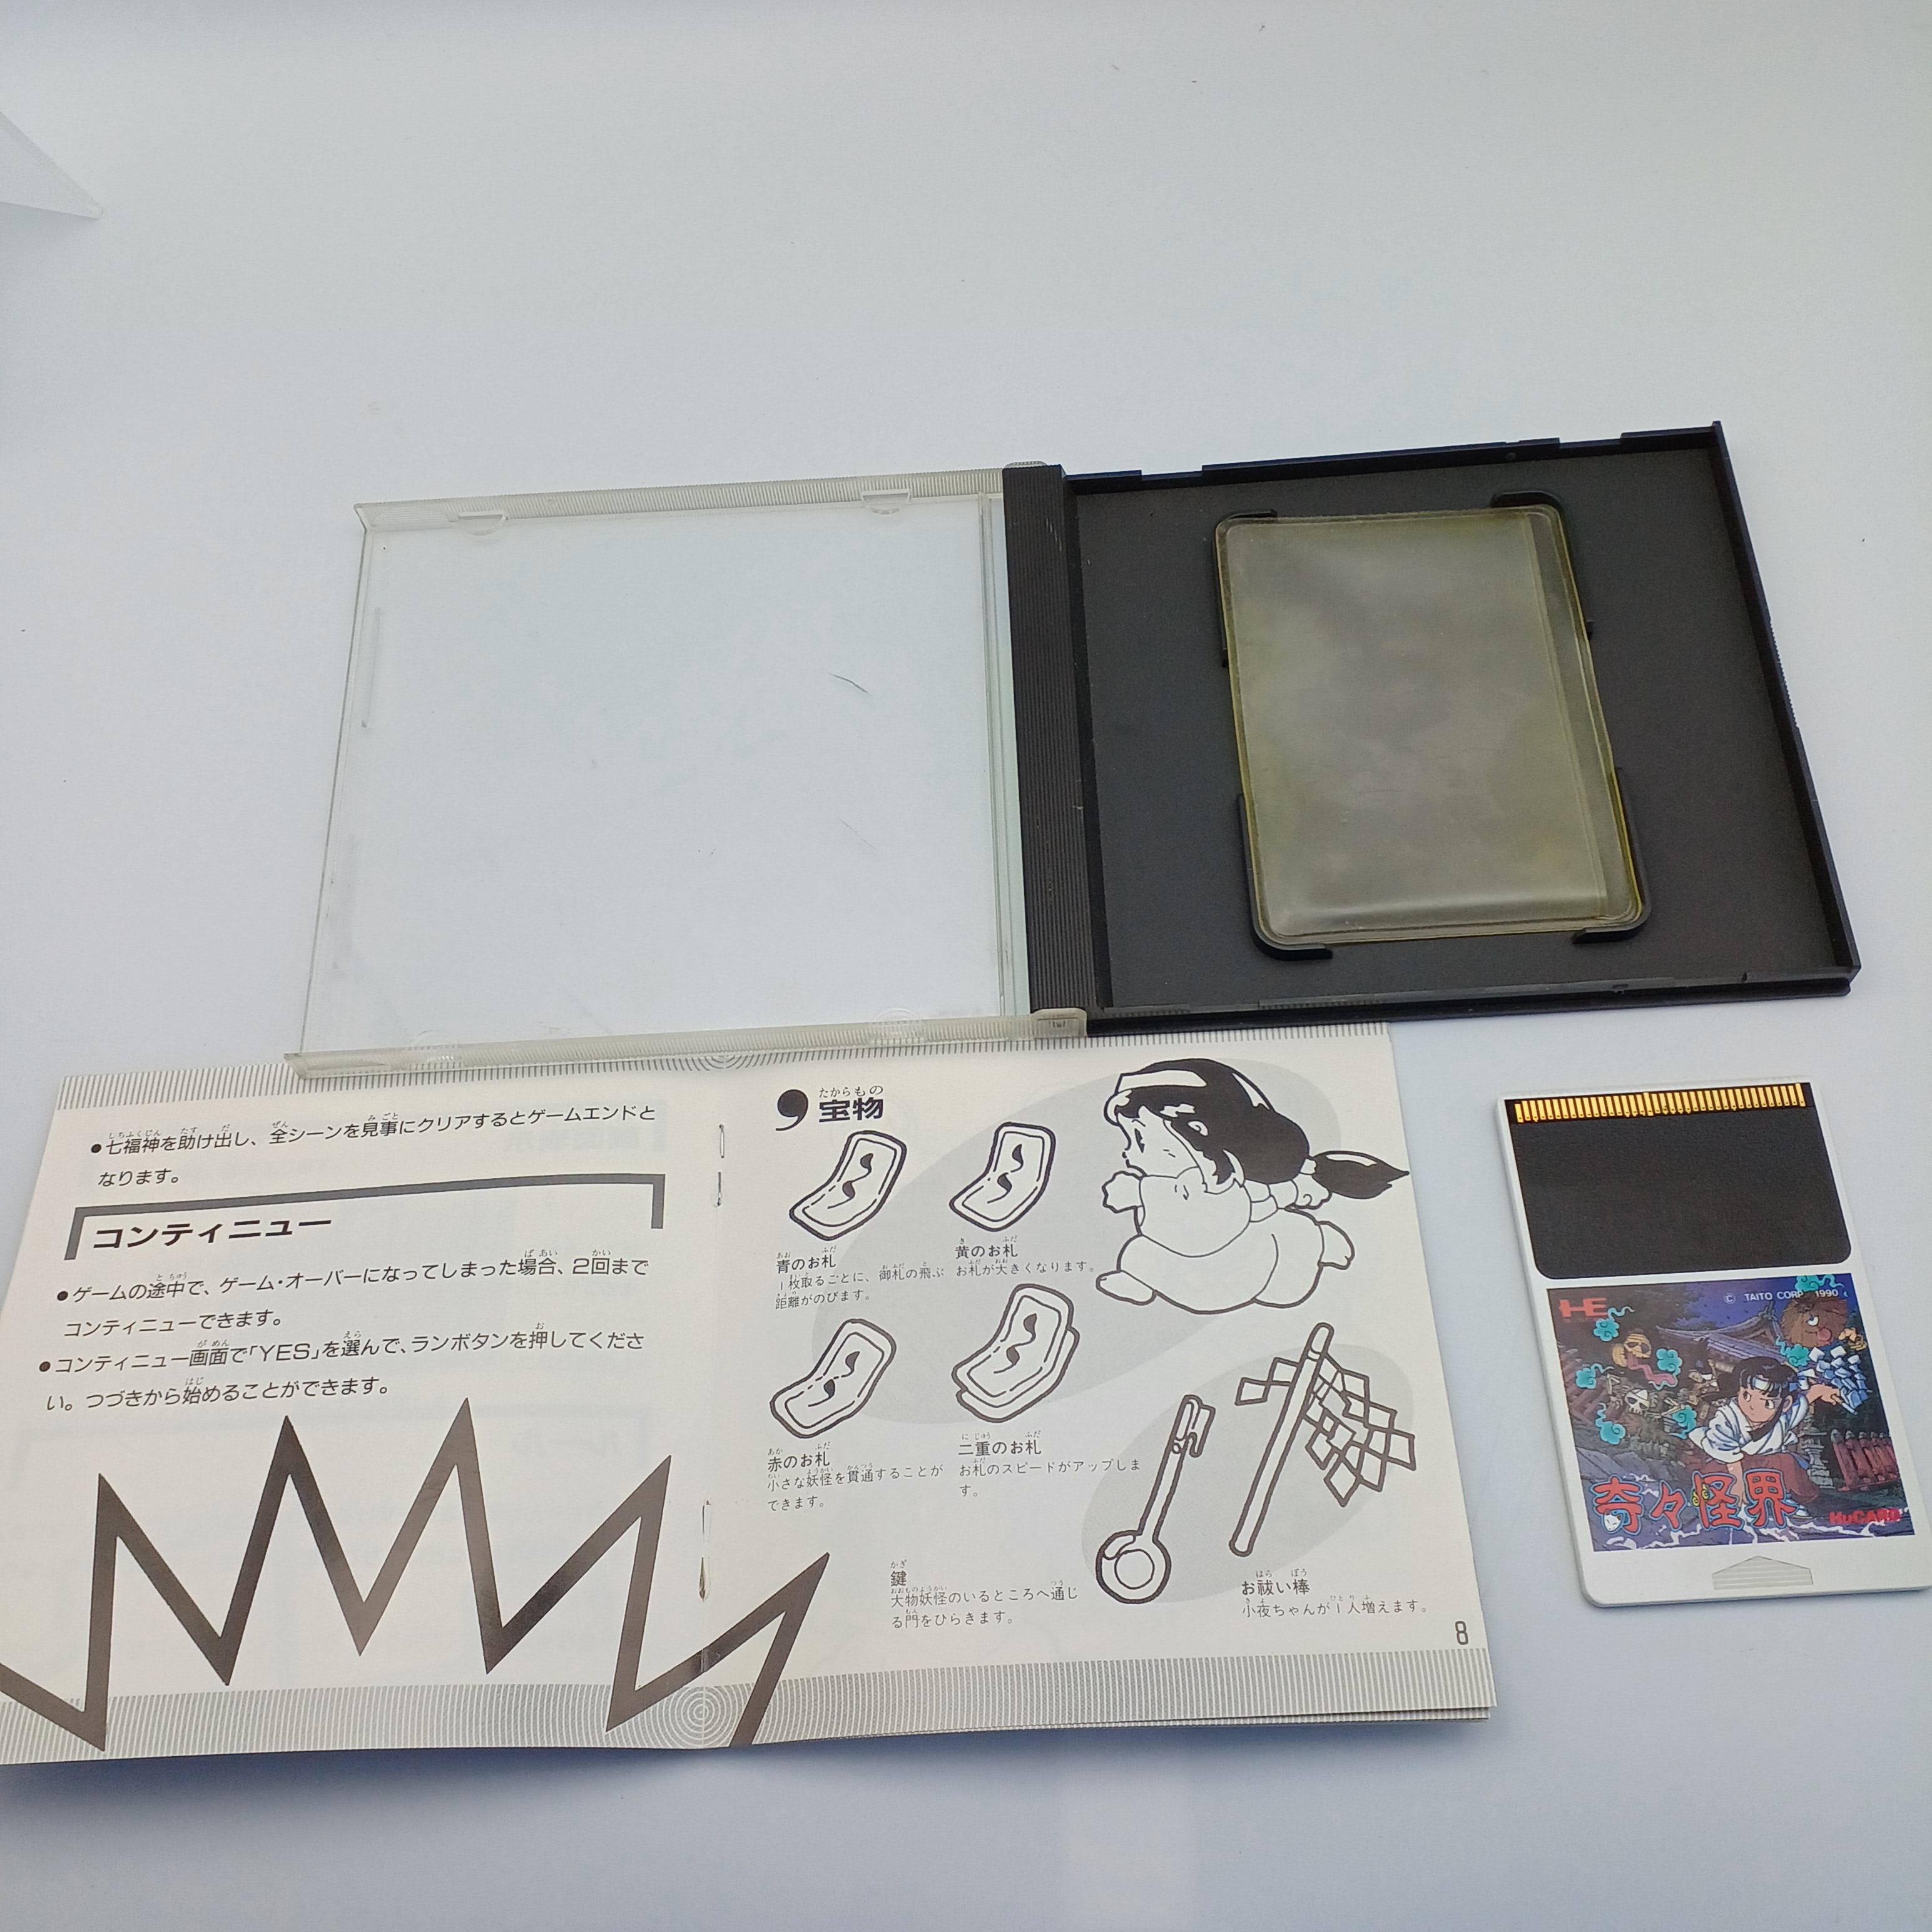 ●七福神を助け出し、全シーンを見事にクリアするとゲームエンドと
なります。
コンティニュー
●ゲームの途中で、ゲーム・オーバーになってしまった場合、2回まで
コンティニューできます。
●コンティニュー画面で「YES」を選んで、ランボタンを押してくださ
い。つづきから始めることができます。
宝物
青のお札
1枚取るごとに、御札の飛ぶ
距離がのびます。
黄のお札
お札が大きくなります。
赤のお札
小さな妖怪を貫通することが
できます。
二重のお札
お札のスピードがアップしま
す。
鍵
大物妖怪のいるところへ通じ
る門をひらきます。
お祓い棒
小夜ちゃんが1人増えます。
8
HE
© TAITO CORP. 1990
奇々怪界
HuCARD